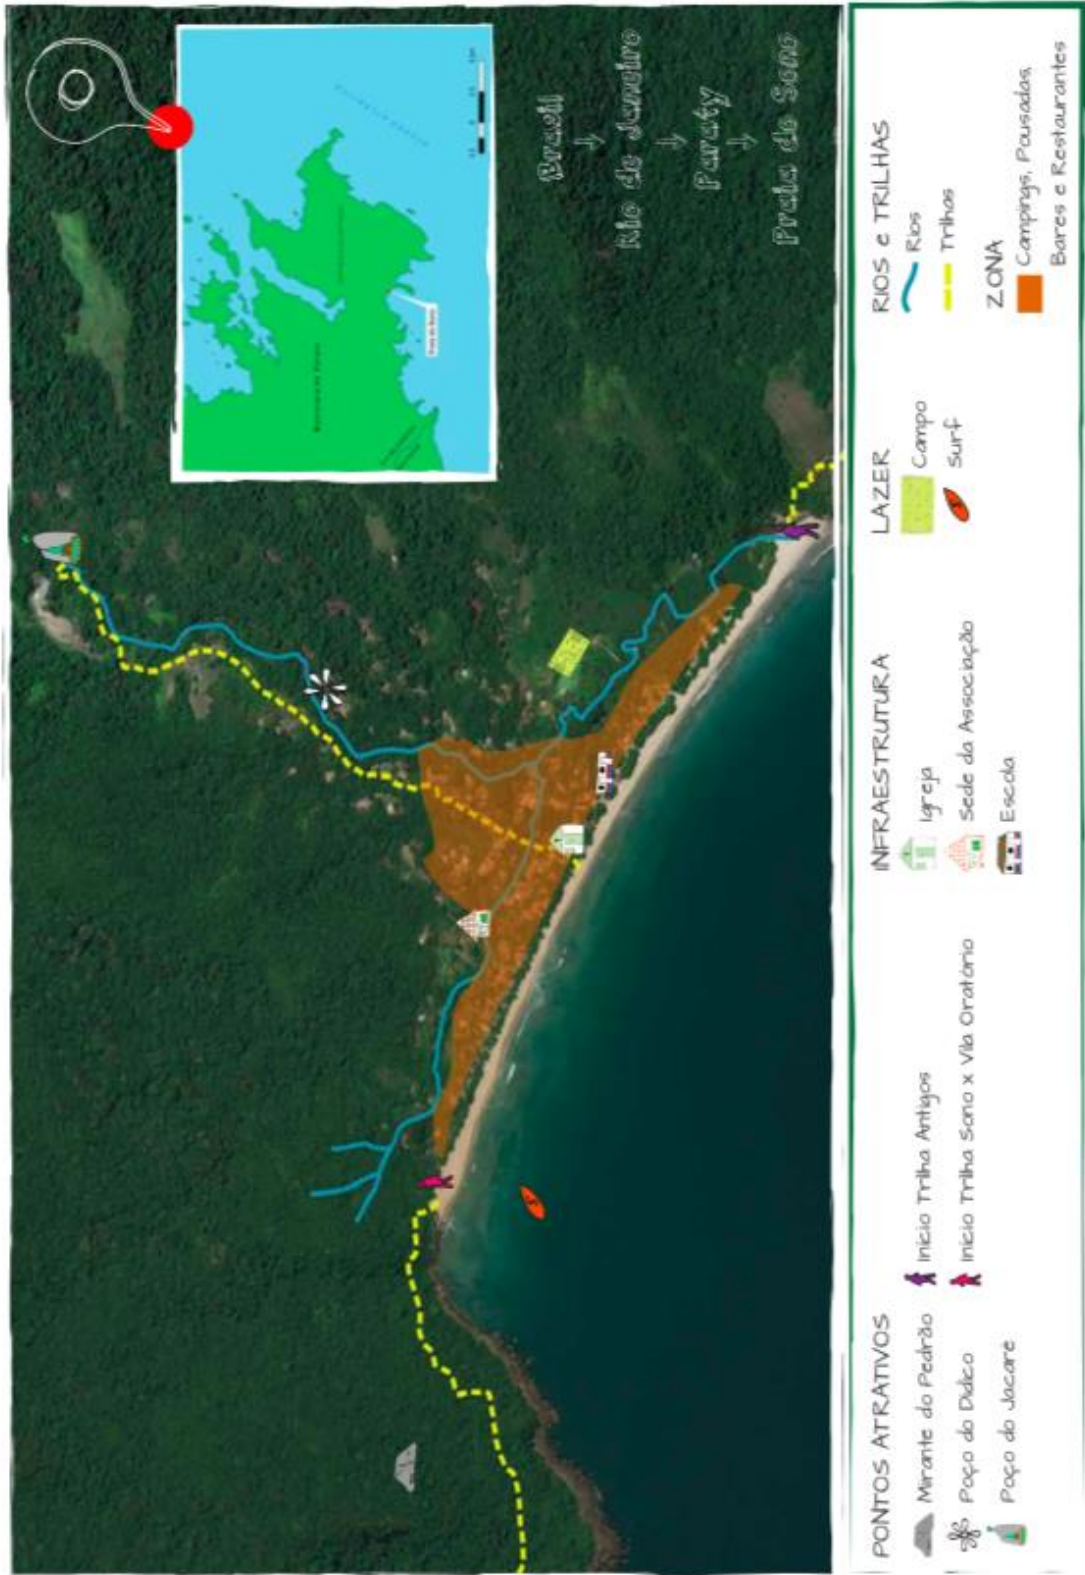 Brasil
Rio de Janeiro
Paraty
Praia do Sono
PONTOS ATRATIVOS
Mirante do Pedrão
Poço do Didico
Poço do Jacaré
Início Trilha Antigos
Início Trilha Sono x Vila Oratório
INFRAESTRUTURA
Igreja
Sede da Associação
Escola
LAZER
Campo
Surf
RIOS e TRILHAS
Rios
Trilhas
ZONA
Campings, Pousadas,
Bares e Restaurantes